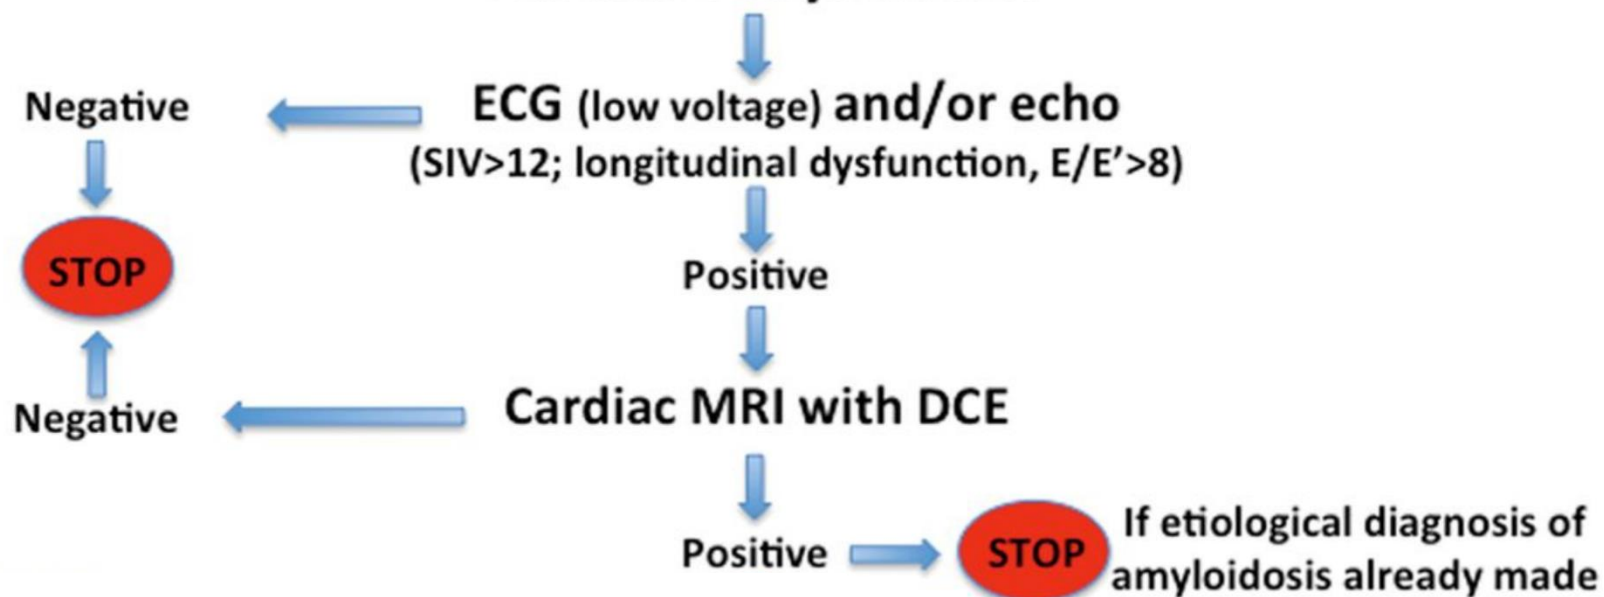 Negative
ECG (low voltage) and/or echo
(SIV>12; longitudinal dysfunction, E/E’>8)
STOP
Positive
Negative
Cardiac MRI with DCE
Positive
STOP
If etiological diagnosis of
amyloidosis already made